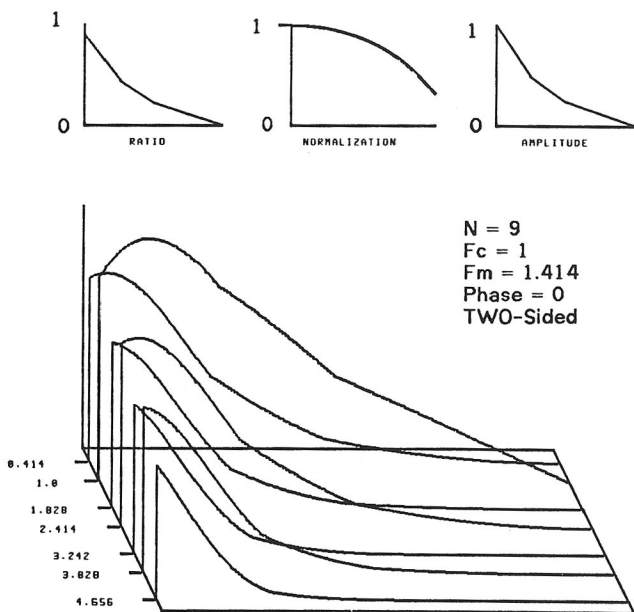 1
0
RATIO
1
0
NORMALIZATION
1
0
AMPLITUDE
N = 9
Fc = 1
Fm = 1.414
Phase = 0
TWO-Sided
0.414
1.0
1.828
2.414
3.242
3.828
4.656